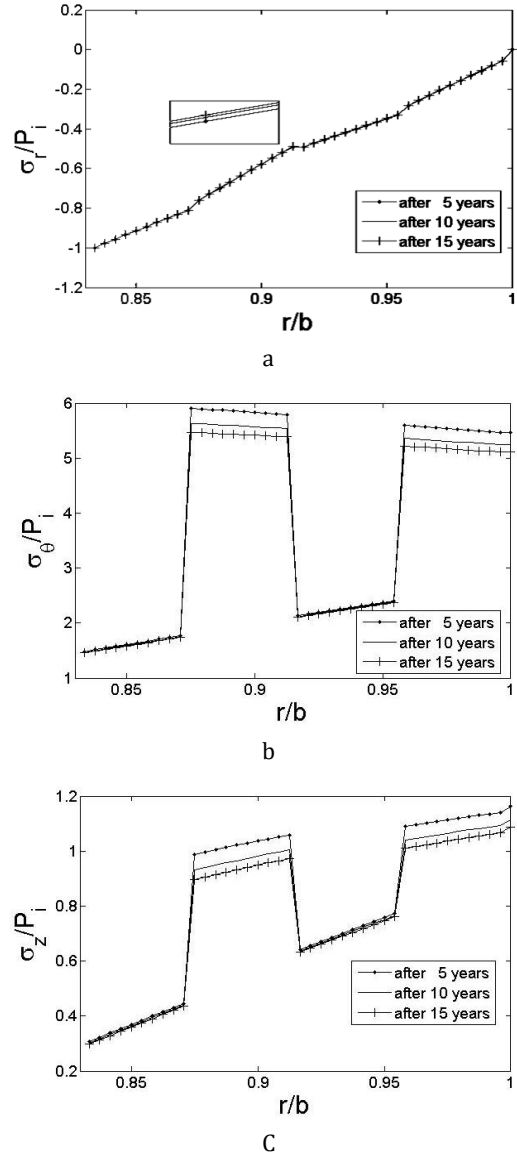 0.2
0
-0.2
-0.4
-0.6
-0.8
-1
-1.2
σr/Pi
after 5 years
after 10 years
after 15 years
0.85
0.9
0.95
1
r/b
a
6
5
4
3
2
1
σθ/Pi
after 5 years
after 10 years
after 15 years
0.85
0.9
0.95
1
r/b
b
1.2
1
0.8
0.6
0.4
0.2
σz/Pi
after 5 years
after 10 years
after 15 years
0.85
0.9
0.95
1
r/b
C